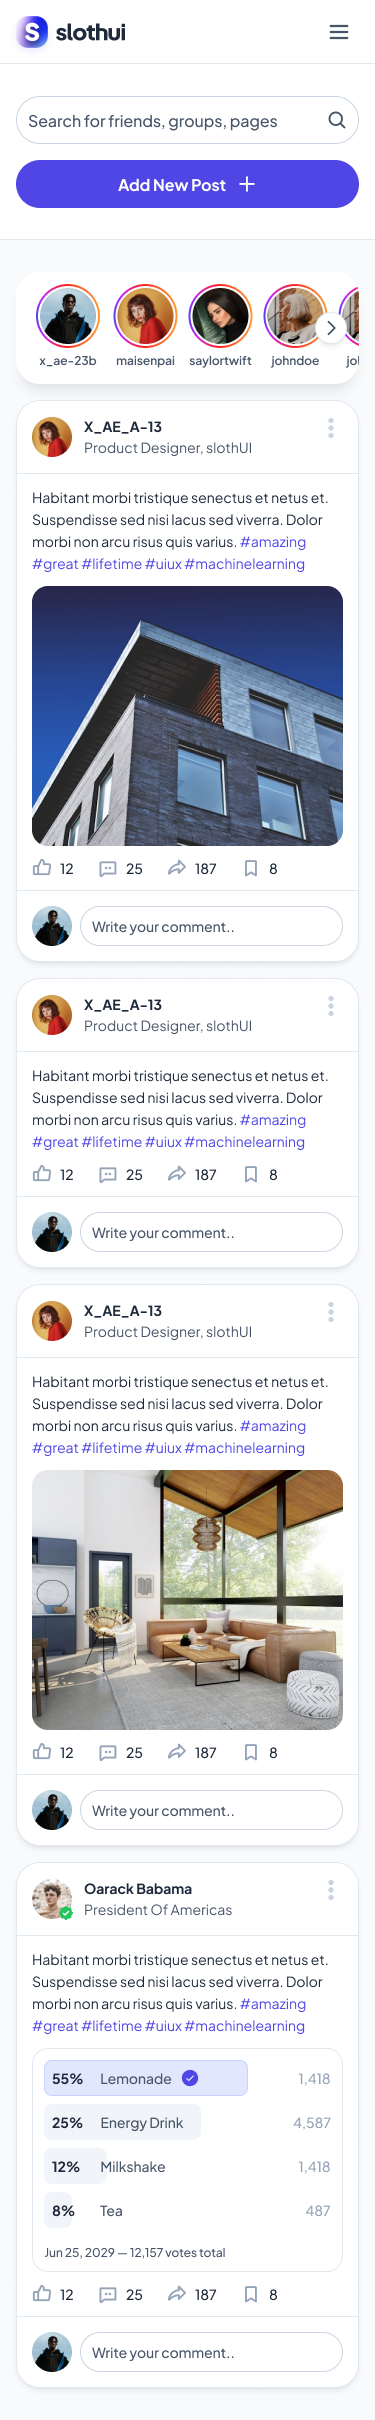 S slothui
Search for friends, groups, pages
Add New Post
x_ae-23b maisenpai saylortwift johndoe
X_AE_A-13
Product Designer, slothUI
Habitant morbi tristique senectus et netus et.
Suspendisse sed nisi lacus sed viverra. Dolor
morbi non arcu risus quis varius. #amazing
#great #lifetime #uiux #machinelearning
12 25 187 8
Write your comment..
X_AE_A-13
Product Designer, slothUI
Habitant morbi tristique senectus et netus et.
Suspendisse sed nisi lacus sed viverra. Dolor
morbi non arcu risus quis varius. #amazing
#great #lifetime #uiux #machinelearning
12 25 187 8
Write your comment..
X_AE_A-13
Product Designer, slothUI
Habitant morbi tristique senectus et netus et.
Suspendisse sed nisi lacus sed viverra. Dolor
morbi non arcu risus quis varius. #amazing
#great #lifetime #uiux #machinelearning
12 25 187 8
Write your comment..
Oarack Babama
President Of Americas
Habitant morbi tristique senectus et netus et.
Suspendisse sed nisi lacus sed viverra. Dolor
morbi non arcu risus quis varius. #amazing
#great #lifetime #uiux #machinelearning
55% Lemonade 1,418
25% Energy Drink 4,587
12% Milkshake 1,418
8% Tea 487
Jun 25, 2029 — 12,157 votes total
12 25 187 8
Write your comment..